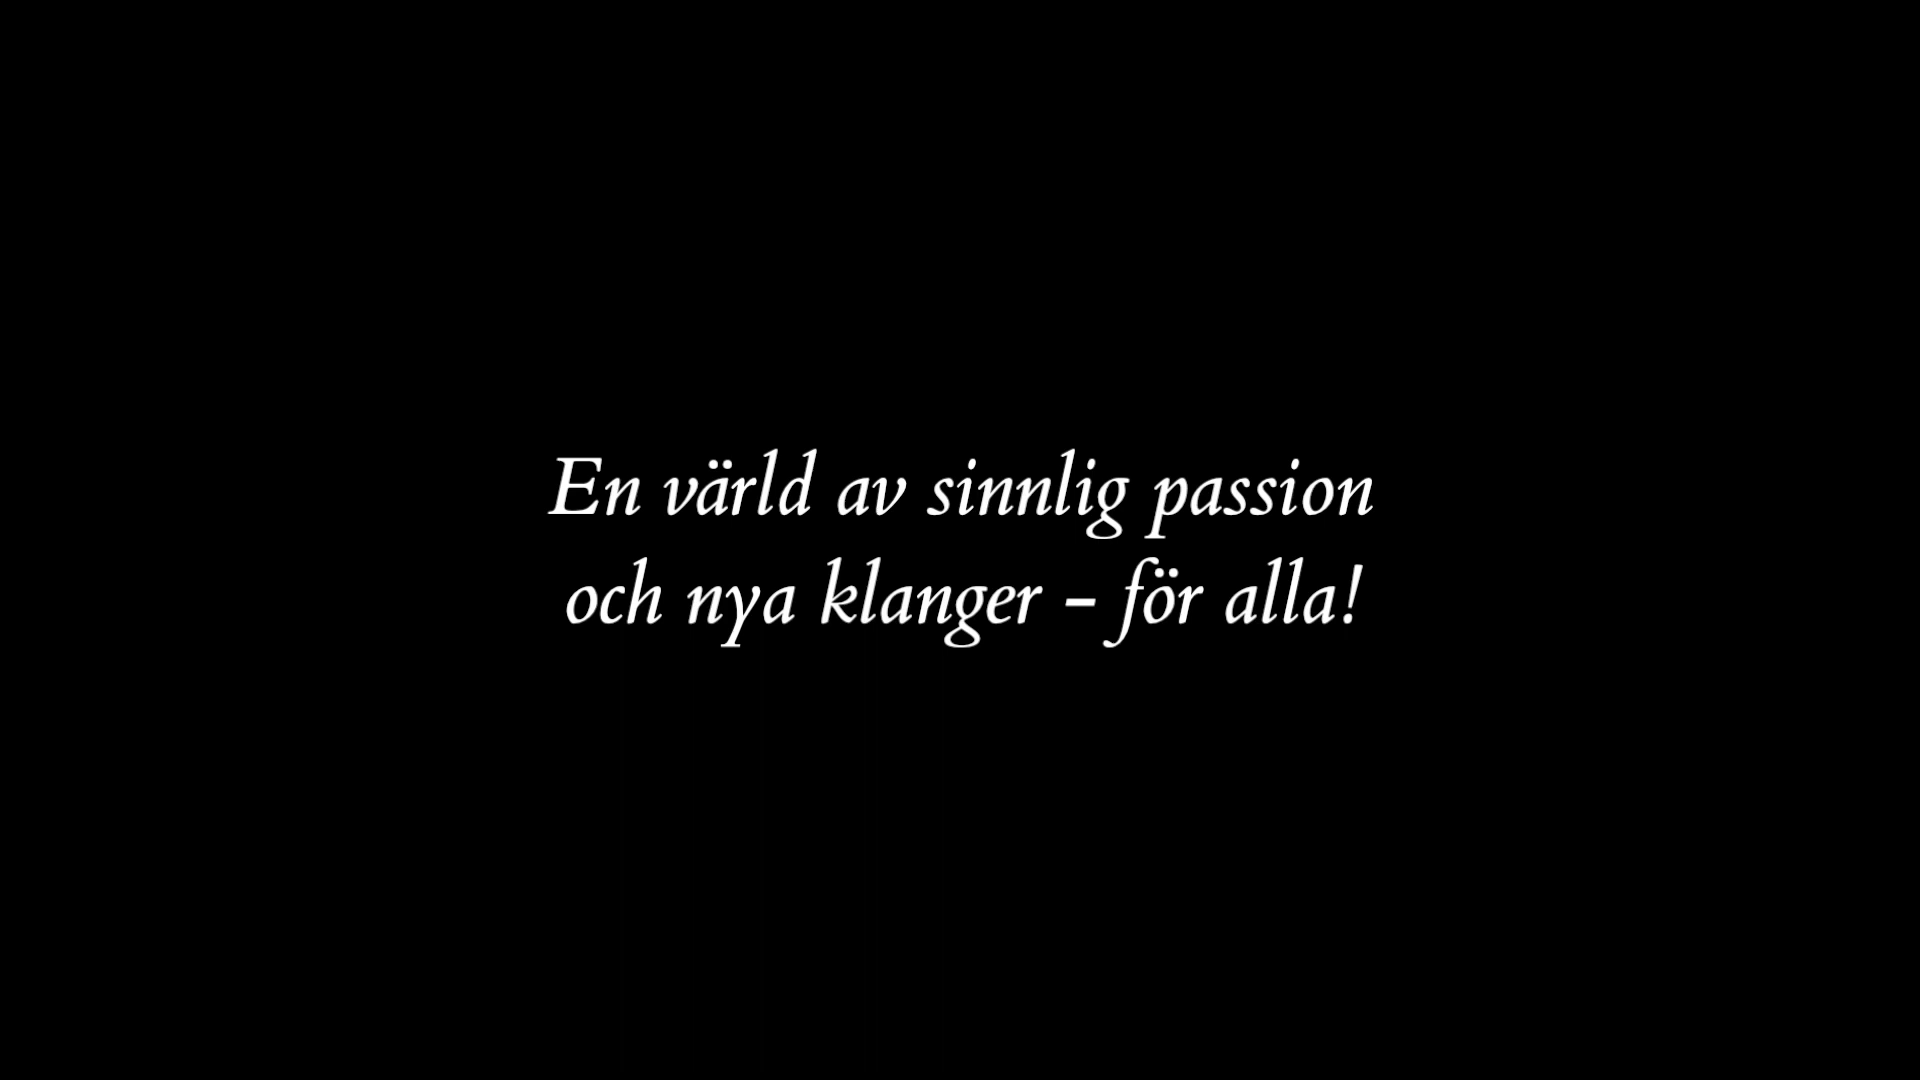 En värld av sinnlig passion
och nya klanger – för alla!